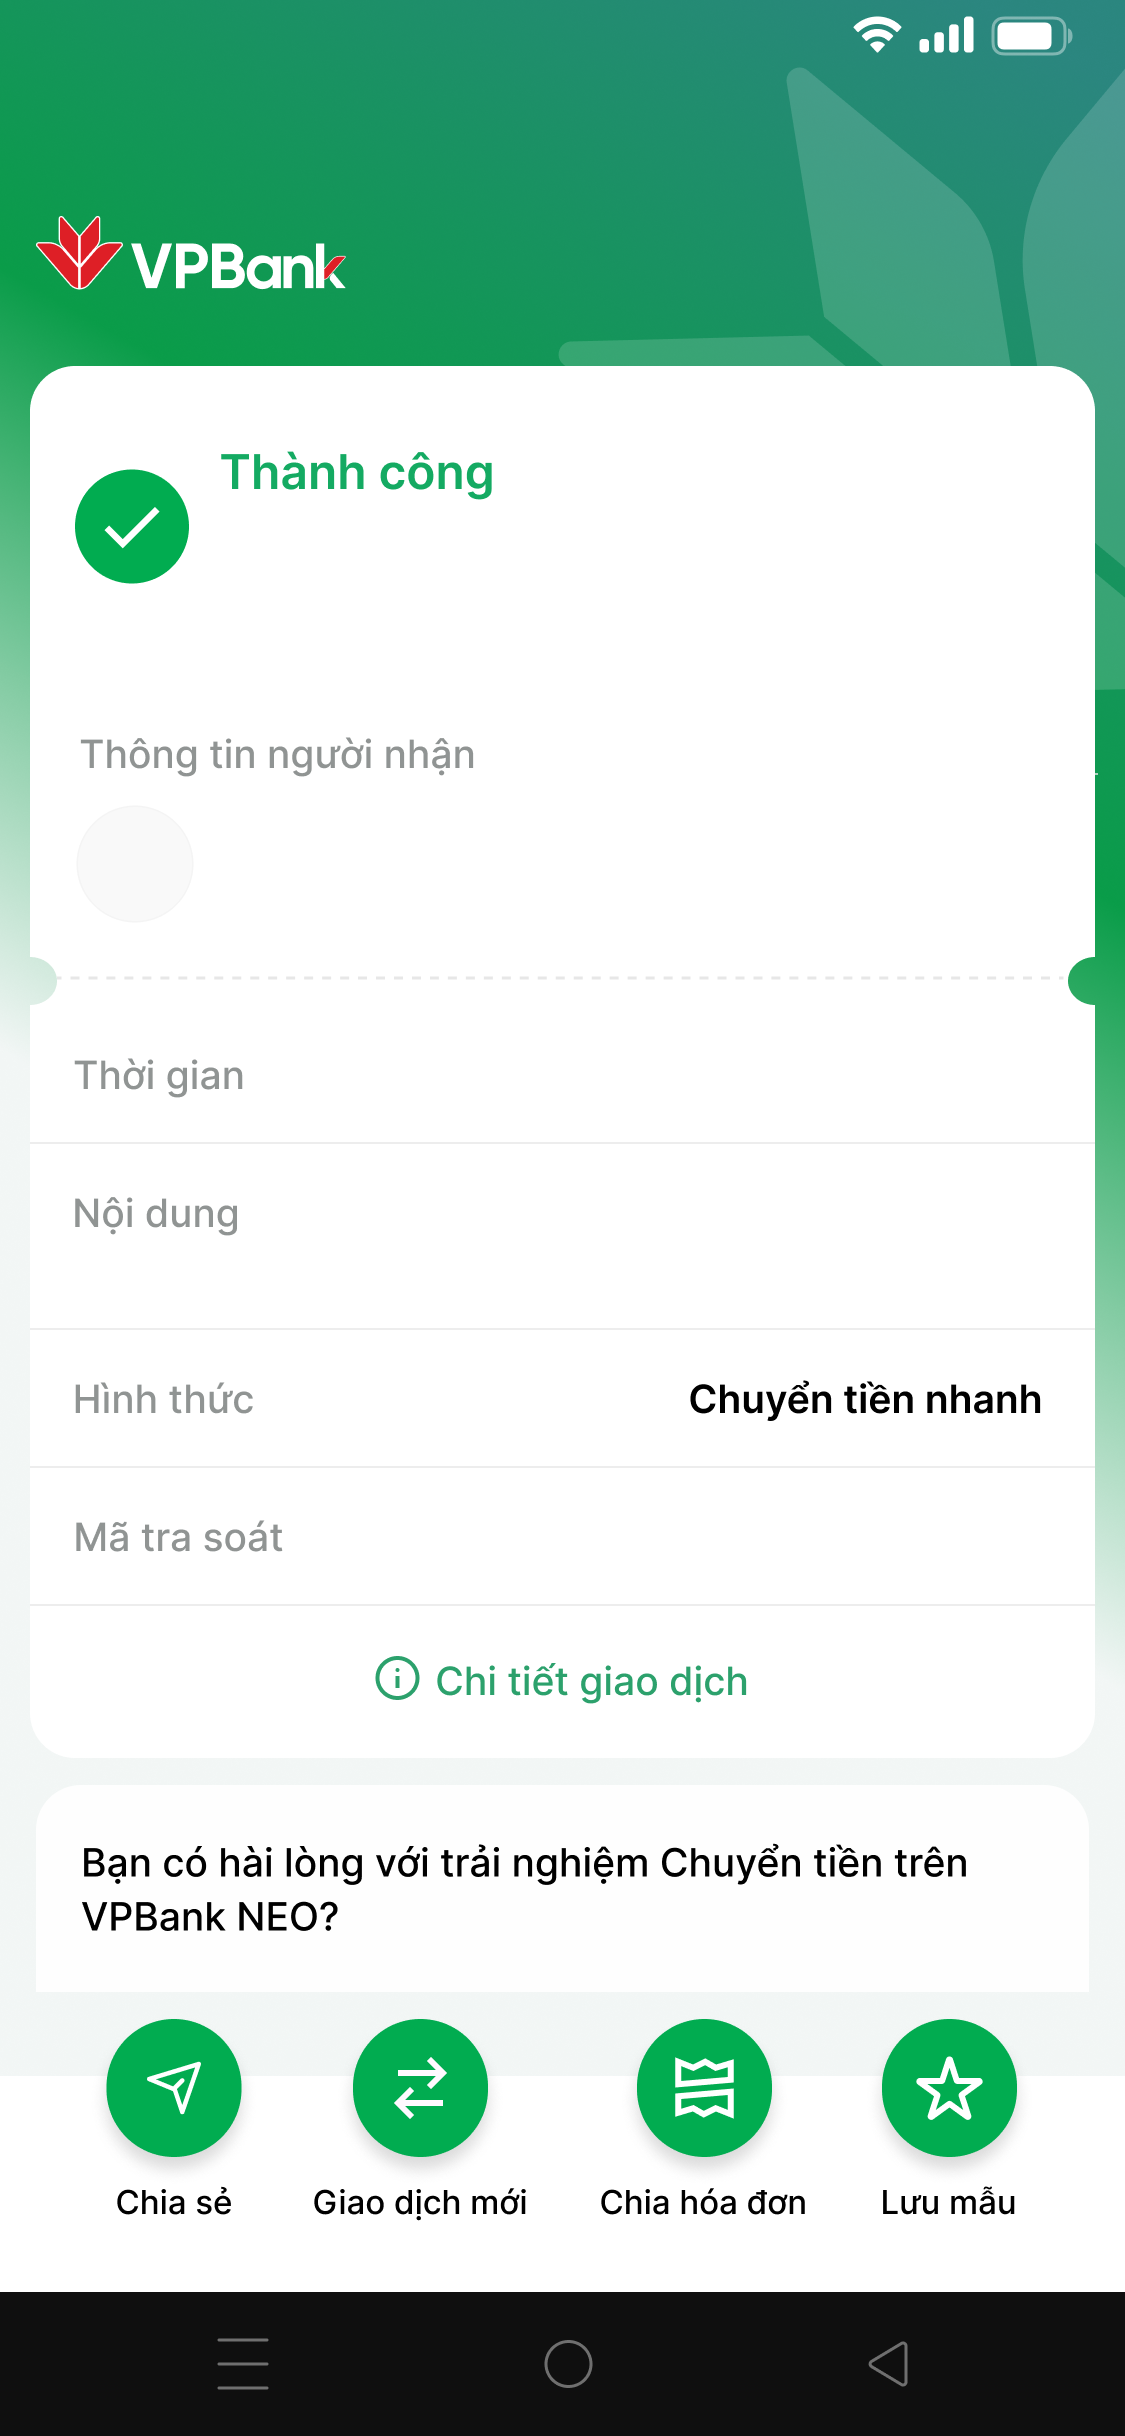 VPBank
Thành công
Thông tin người nhận
Thời gian
Nội dung
Hình thức
Chuyển tiền nhanh
Mã tra soát
Chi tiết giao dịch
Bạn có hài lòng với trải nghiệm Chuyển tiền trên
VPBank NEO?
Chia sẻ
Giao dịch mới
Chia hóa đơn
Lưu mẫu